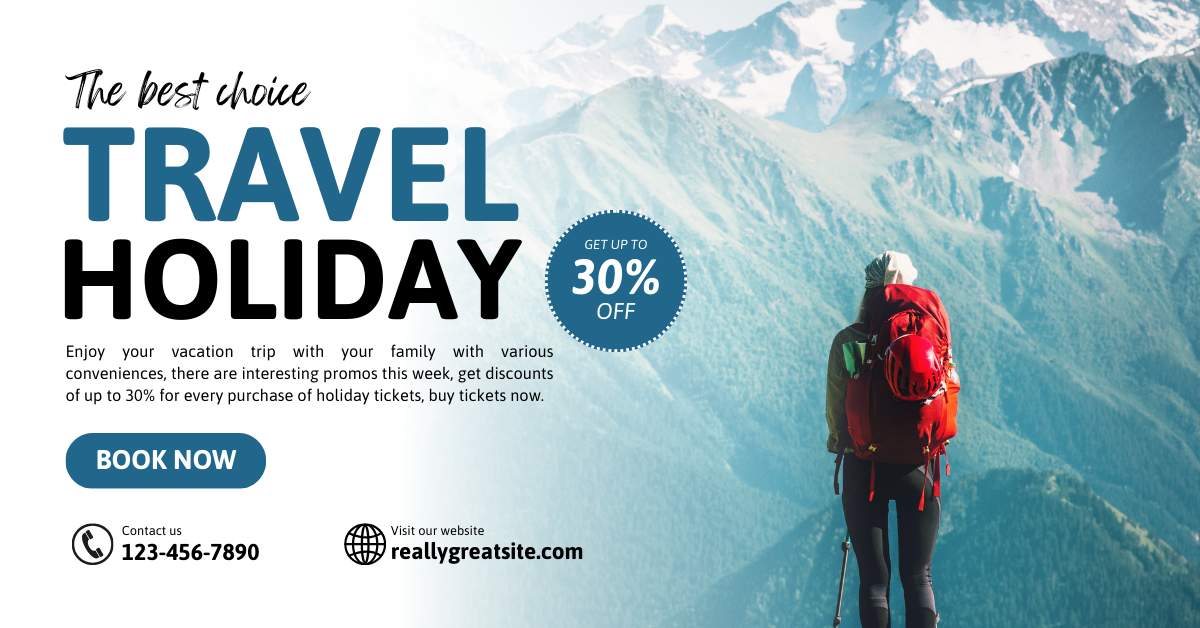 The best choice
TRAVEL
HOLIDAY
GET UP TO
30%
OFF
Enjoy your vacation trip with your family with various
conveniences, there are interesting promos this week, get discounts
of up to 30% for every purchase of holiday tickets, buy tickets now.
BOOK NOW
Contact us
123-456-7890
Visit our website
reallygreatsite.com